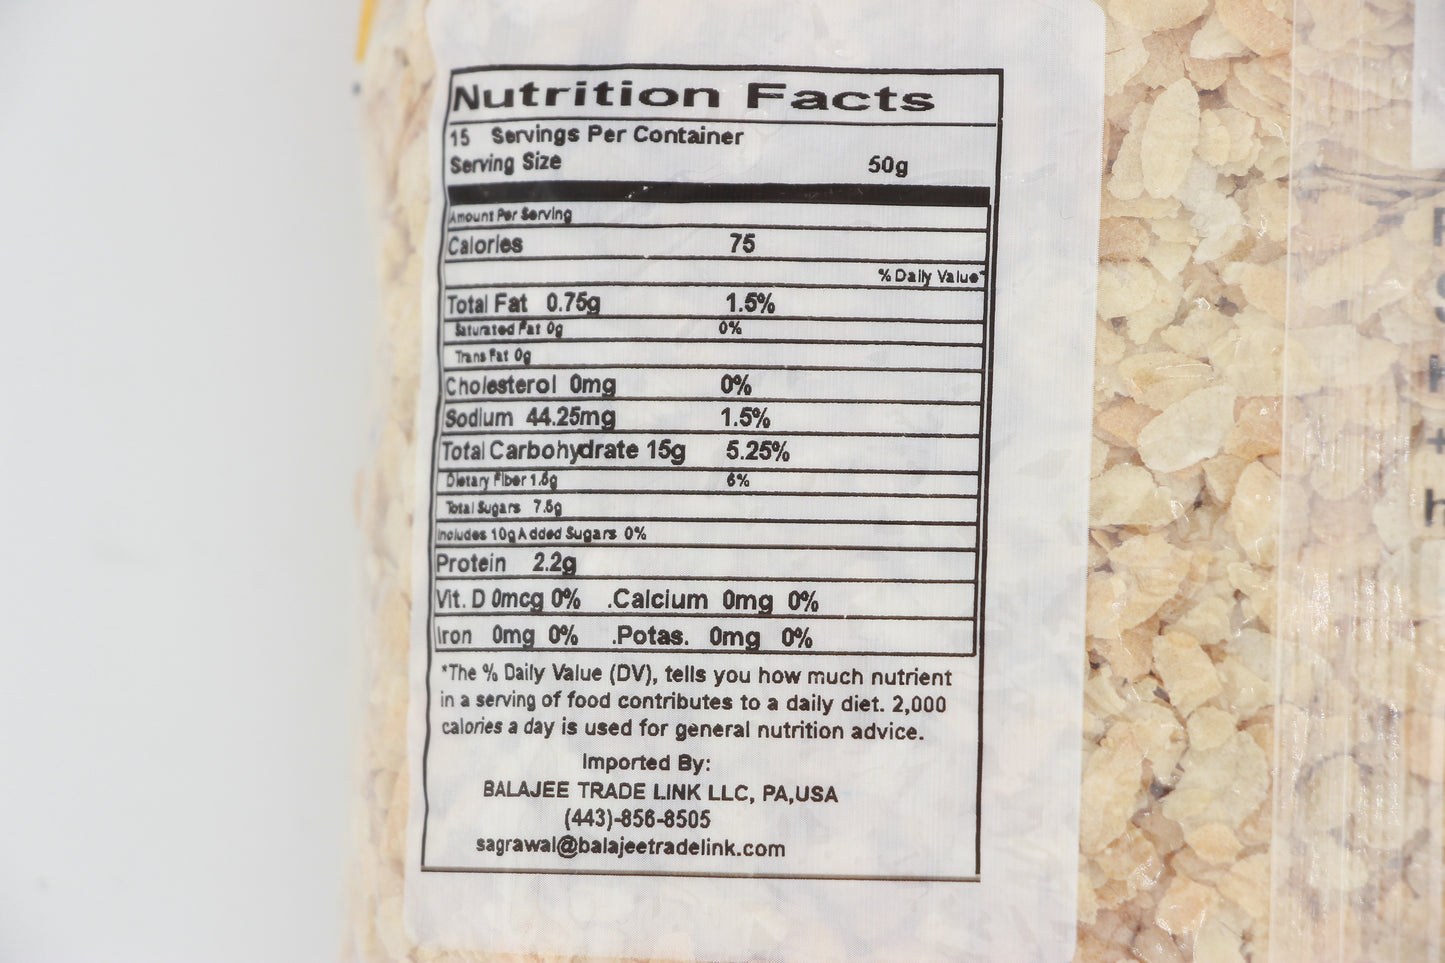 Nutrition Facts
15 Servings Per Container
Serving Size 50g
Amount Per Serving
Calories 75
% Daily Value*
Total Fat 0.75g 1.5%
Saturated Fat 0g 0%
Trans Fat 0g
Cholesterol 0mg 0%
Sodium 44.25mg 1.5%
Total Carbohydrate 15g 5.25%
Dietary Fiber 1.5g 6%
Total Sugars 7.5g
Includes 10g Added Sugars 0%
Protein 2.2g
Vit. D 0mcg 0% .Calcium 0mg 0%
Iron 0mg 0% .Potas. 0mg 0%
*The % Daily Value (DV), tells you how much nutrient
in a serving of food contributes to a daily diet. 2,000
calories a day is used for general nutrition advice.
Imported By:
BALAJEE TRADE LINK LLC, PA,USA
(443)-856-8505
sagrawal@balajeetradelink.com